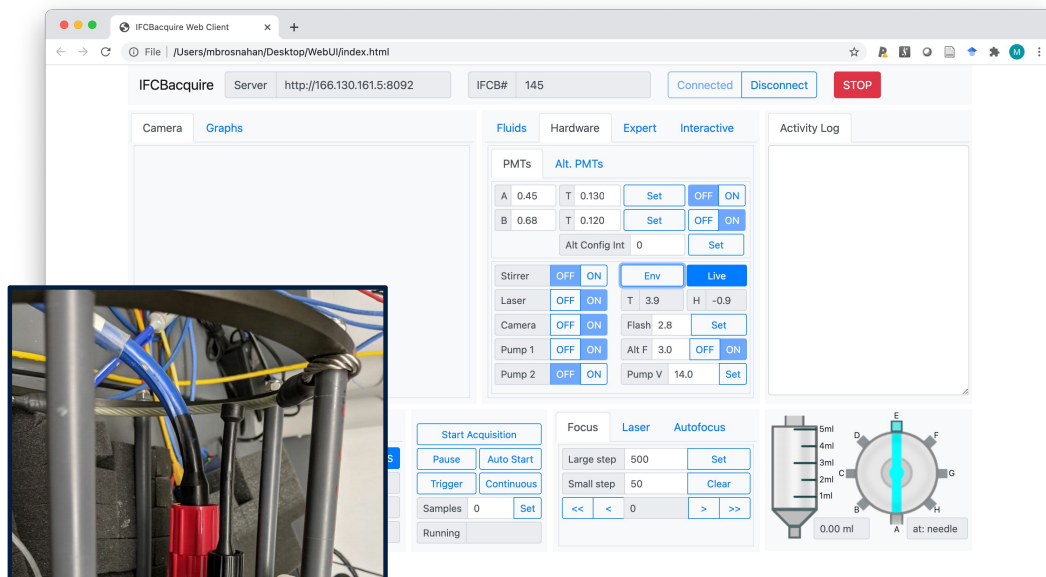 IFCBacquire Web Client
File | /Users/mbrosnahan/Desktop/WebUI/index.html
M
IFCBacquire Server http://166.130.161.5:8092 IFCB# 145 Connected Disconnect STOP
Camera Graphs
Fluids Hardware Expert Interactive
Activity Log
PMTs Alt. PMTs
A 0.45 T 0.130 Set OFF ON
B 0.68 T 0.120 Set OFF ON
Alt Config Int 0 Set
Stirrer OFF ON Env Live
Laser OFF ON T 3.9 H -0.9
Camera OFF ON Flash 2.8 Set
Pump 1 OFF ON Alt F 3.0 OFF ON
Pump 2 OFF ON Pump V 14.0 Set
Start Acquisition
Pause Auto Start
Trigger Continuous
Samples 0 Set
Running
Focus Laser Autofocus
Large step 500 Set
Small step 50 Clear
<< < 0 > >>
5ml
4ml
3ml
2ml
1ml
0.00 ml
E
D F
C G
B H
A
at: needle